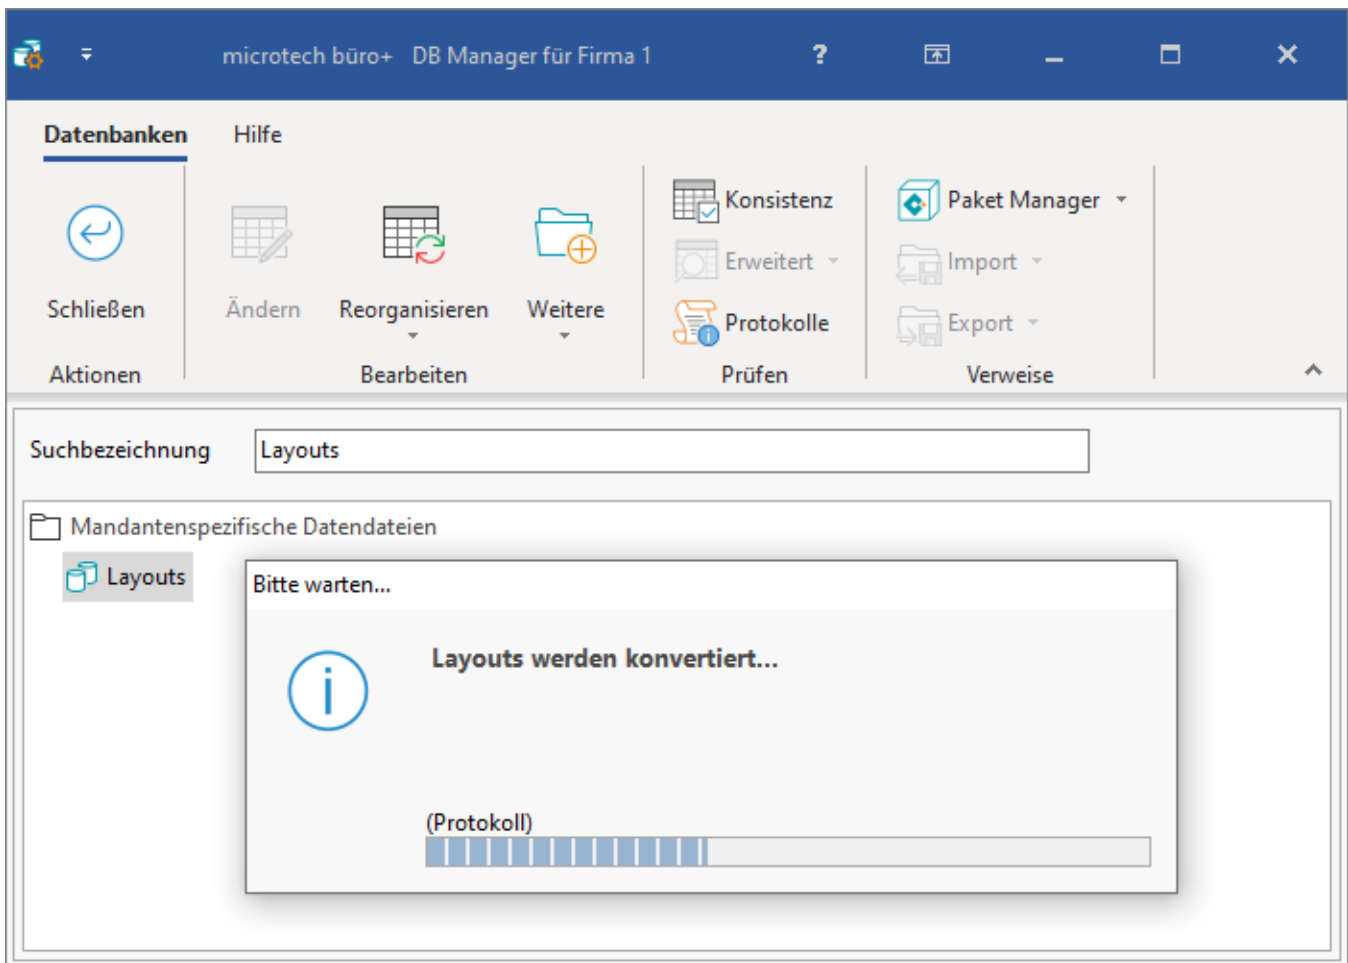 microtech büro+ DB Manager für Firma 1 ?
Datenbanken Hilfe
Schließen
Ändern
Reorganisieren
Weitere
Konsistenz
Erweitert
Protokolle
Paket Manager
Import
Export
Aktionen
Bearbeiten
Prüfen
Verweise
Suchbezeichnung Layouts
Mandantenspezifische Datendateien
Layouts
Bitte warten...
Layouts werden konvertiert...
(Protokoll)